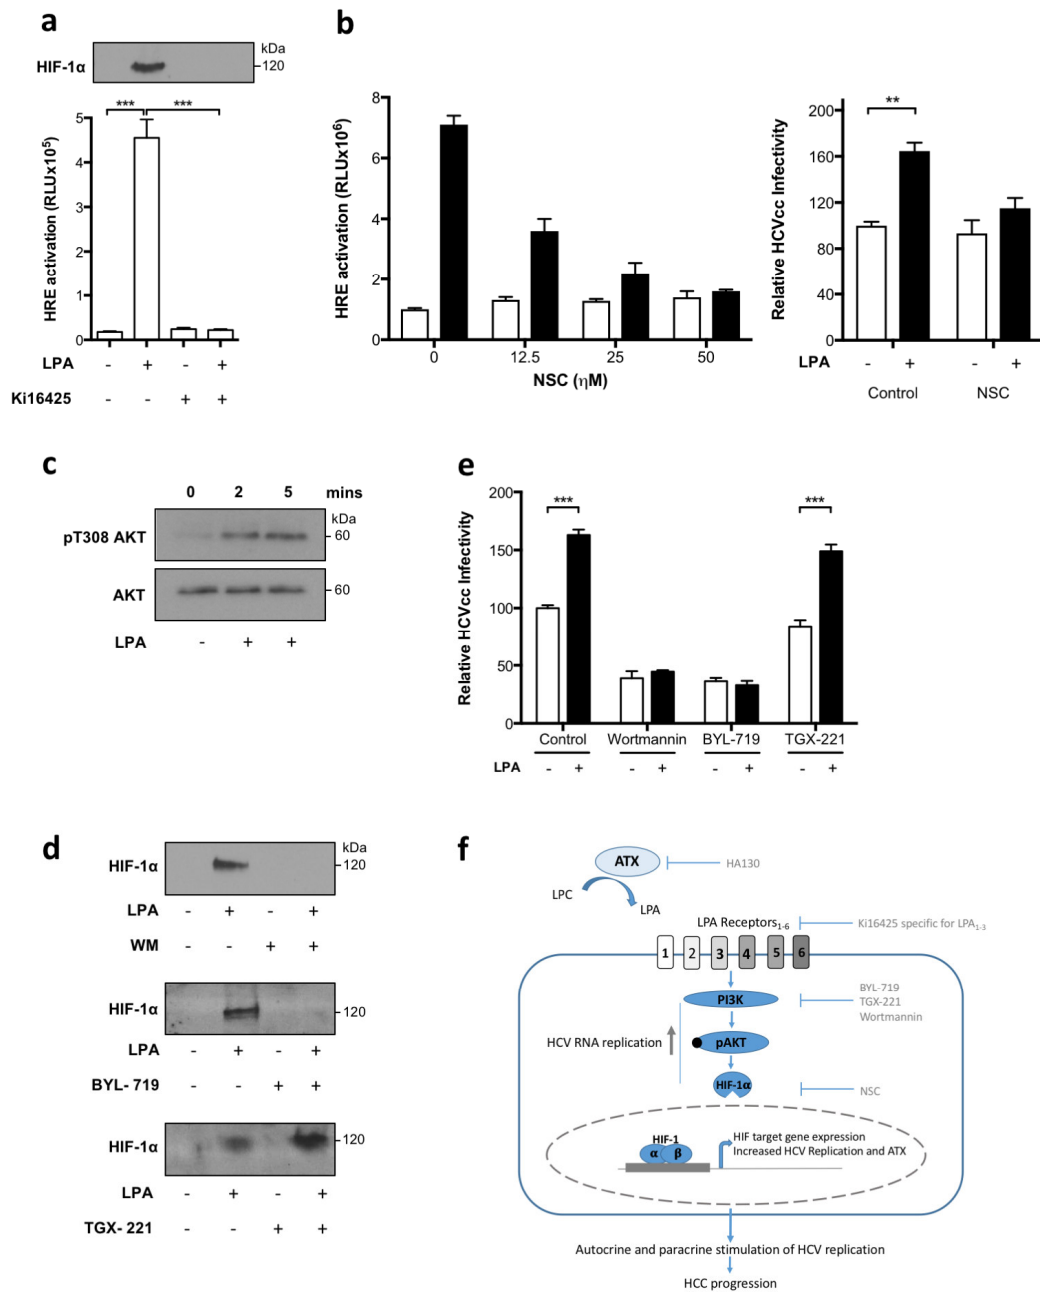 a
HIF-1α
kDa
120
***
***
HRE activation (RLUx10⁵)
5
4
3
2
1
0
LPA - + - +
Ki16425 - - + +
b
HRE activation (RLUx10⁶)
8
6
4
2
0
0 12.5 25 50
NSC (ηM)
Relative HCVcc Infectivity
200
160
120
80
40
0
**
LPA - + - +
Control NSC
c
0 2 5 mins
kDa
pT308 AKT 60
AKT 60
LPA - + +
e
Relative HCVcc Infectivity
200
150
100
50
0
***
***
Control Wortmannin BYL-719 TGX-221
LPA - + - + - + - +
d
kDa
HIF-1α 120
LPA - + - +
WM - - + +
HIF-1α 120
LPA - + - +
BYL- 719 - - + +
HIF-1α 120
LPA - + - +
TGX- 221 - - + +
f
ATX
HA130
LPC
LPA
LPA Receptors₁₋₆
Ki16425 specific for LPA₁₋₃
1 2 3 4 5 6
PI3K
BYL-719
TGX-221
Wortmannin
HCV RNA replication
pAKT
HIF-1α
NSC
HIF-1
α β
HIF target gene expression
Increased HCV Replication and ATX
Autocrine and paracrine stimulation of HCV replication
HCC progression